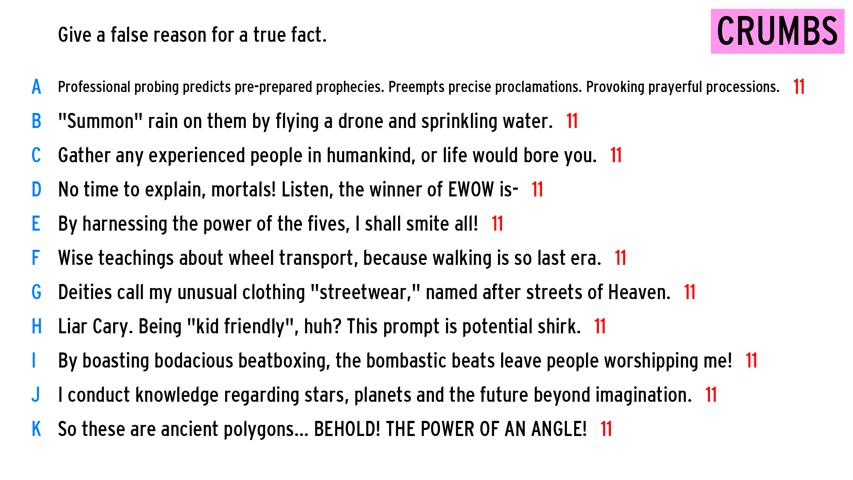 Give a false reason for a true fact.
CRUMBS
A Professional probing predicts pre-prepared prophecies. Preempts precise proclamations. Provoking prayerful processions. 11
B "Summon" rain on them by flying a drone and sprinkling water. 11
C Gather any experienced people in humankind, or life would bore you. 11
D No time to explain, mortals! Listen, the winner of EWOW is- 11
E By harnessing the power of the fives, I shall smite all! 11
F Wise teachings about wheel transport, because walking is so last era. 11
G Deities call my unusual clothing "streetwear," named after streets of Heaven. 11
H Liar Cary. Being "kid friendly", huh? This prompt is potential shirk. 11
I By boasting bodacious beatboxing, the bombastic beats leave people worshipping me! 11
J I conduct knowledge regarding stars, planets and the future beyond imagination. 11
K So these are ancient polygons... BEHOLD! THE POWER OF AN ANGLE! 11